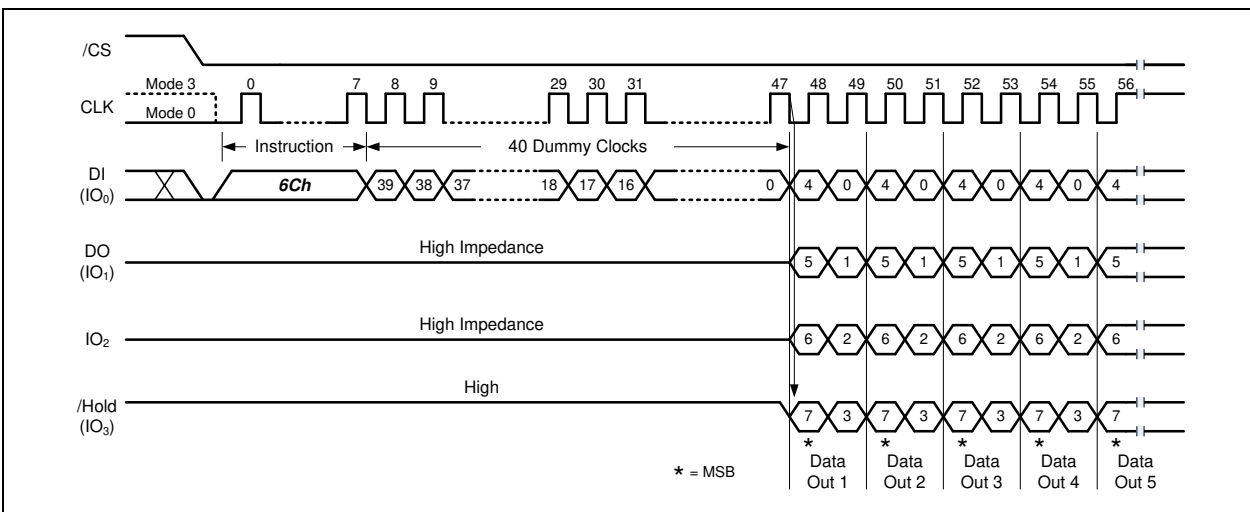 /CS
Mode 3 0 7 8 9 29 30 31 47 48 49 50 51 52 53 54 55 56
CLK
Mode 0
Instruction 40 Dummy Clocks
DI
(IO₀)
6Ch 39 38 37 18 17 16 0 4 0 4 0 4 0 4 0 4
DO
(IO₁)
High Impedance
5 1 5 1 5 1 5 1 5
IO₂
High Impedance
6 2 6 2 6 2 6 2 6
High
/Hold
(IO₃)
7 3 7 3 7 3 7 3 7
* * * * *
* = MSB
Data Out 1
Data Out 2
Data Out 3
Data Out 4
Data Out 5